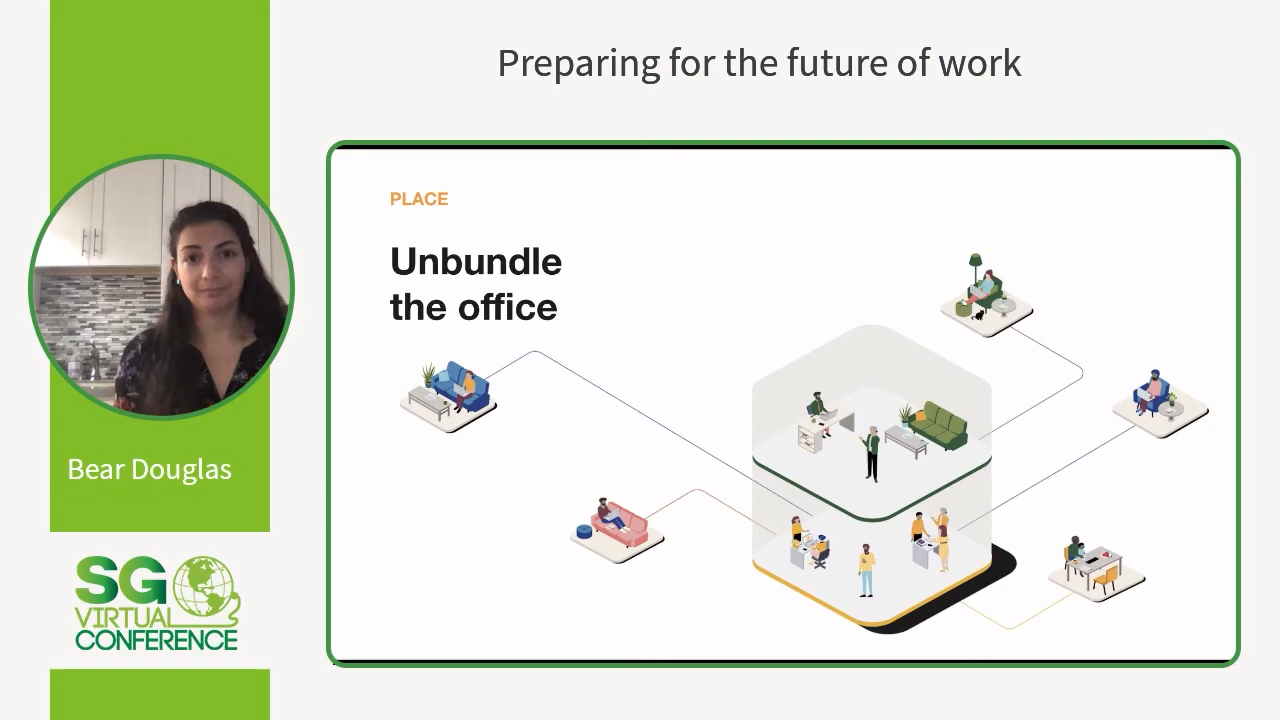 Preparing for the future of work
PLACE
Unbundle
the office
Bear Douglas
SG
VIRTUAL
CONFERENCE